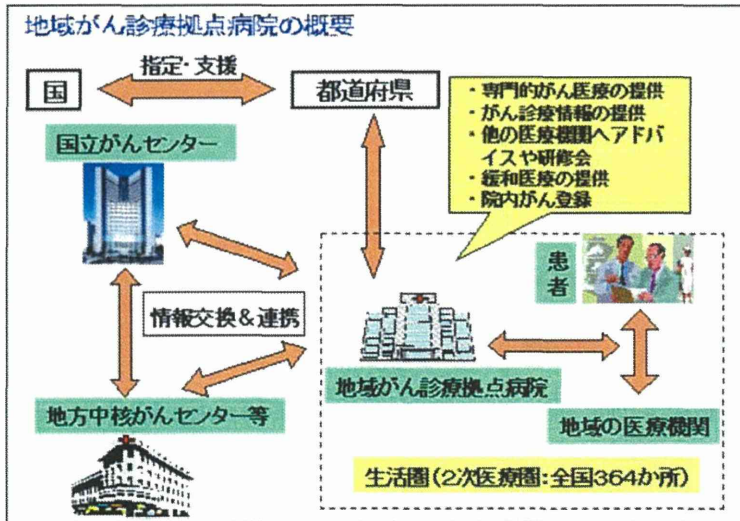 地域がん診療拠点病院の概要
指定・支援
国
都道府県
・専門的がん医療の提供
・がん診療情報の提供
・他の医療機関へアドバ
イスや研修会
・緩和医療の提供
・院内がん登録
国立がんセンター
患者
情報交換&連携
地域がん診療拠点病院
地方中核がんセンター等
地域の医療機関
生活圏(2次医療圏:全国364か所)